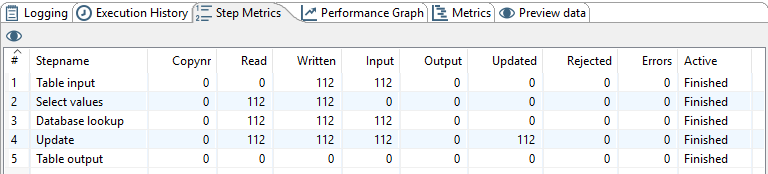 Logging Execution History Step Metrics Performance Graph Metrics Preview data
# Stepname Copynr Read Written Input Output Updated Rejected Errors Active
1 Table input 0 0 112 112 0 0 0 0 Finished
2 Select values 0 112 112 0 0 0 0 0 Finished
3 Database lookup 0 112 112 112 0 0 0 0 Finished
4 Update 0 112 112 112 0 112 0 0 Finished
5 Table output 0 0 0 0 0 0 0 0 Finished